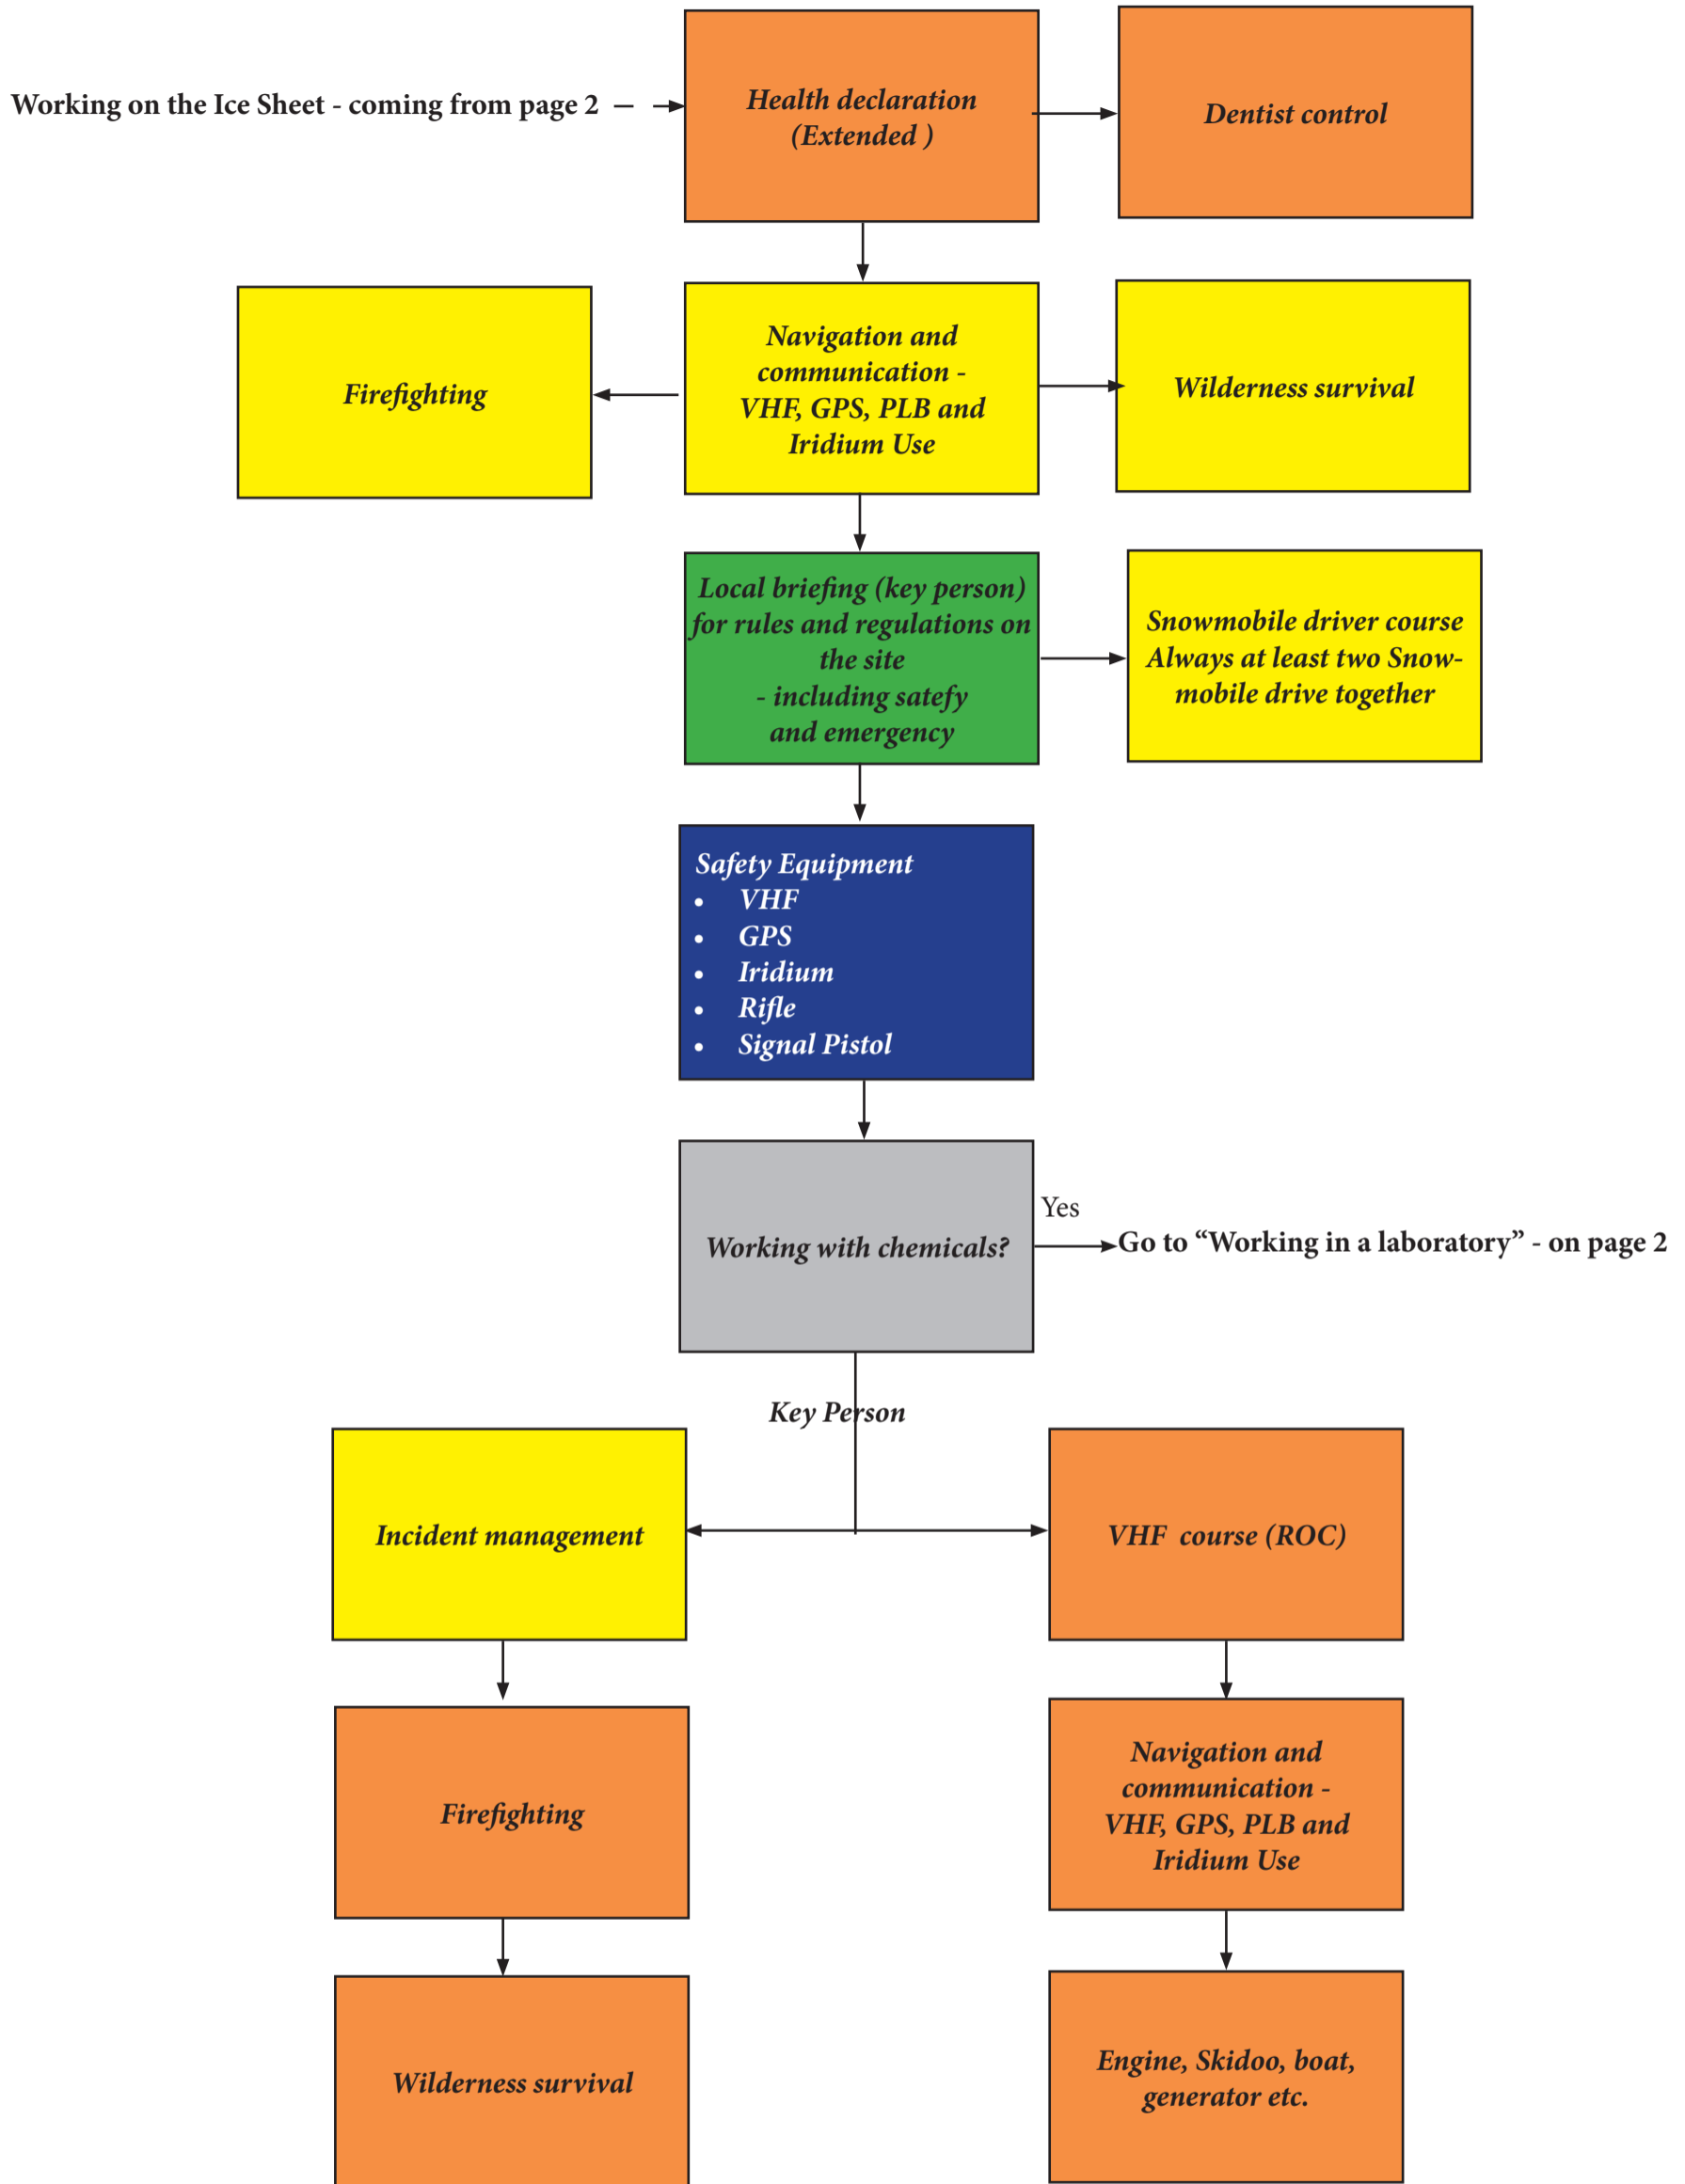 Working on the Ice Sheet - coming from page 2
Health declaration
(Extended )
Dentist control
Firefighting
Navigation and
communication -
VHF, GPS, PLB and
Iridium Use
Wilderness survival
Local briefing (key person)
for rules and regulations on
the site
- including satefy
and emergency
Snowmobile driver course
Always at least two Snow-
mobile drive together
Safety Equipment
• VHF
• GPS
• Iridium
• Rifle
• Signal Pistol
Working with chemicals?
Yes
Go to “Working in a laboratory” - on page 2
Key Person
Incident management
VHF course (ROC)
Firefighting
Navigation and
communication -
VHF, GPS, PLB and
Iridium Use
Wilderness survival
Engine, Skidoo, boat,
generator etc.